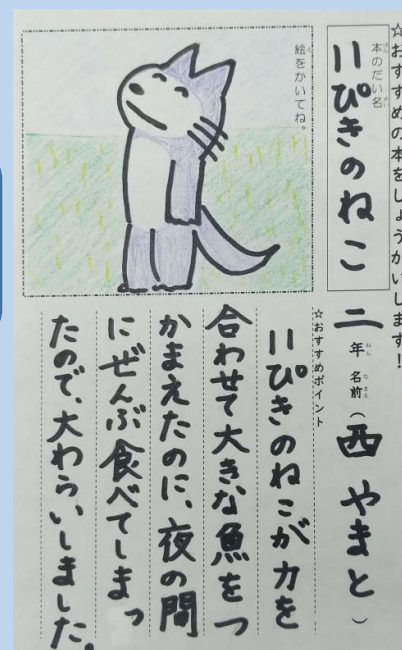 ☆おすすめの本をしょうかいします!
本のだい名
11ぴきのねこ
二年 名前(西 やまと)
絵をかいてね。
☆おすすめポイント
11ぴきのねこが力を
合わせて大きな魚をつ
かまえたのに、夜の間
にぜんぶ食べてしまっ
たので、大わらいしました。